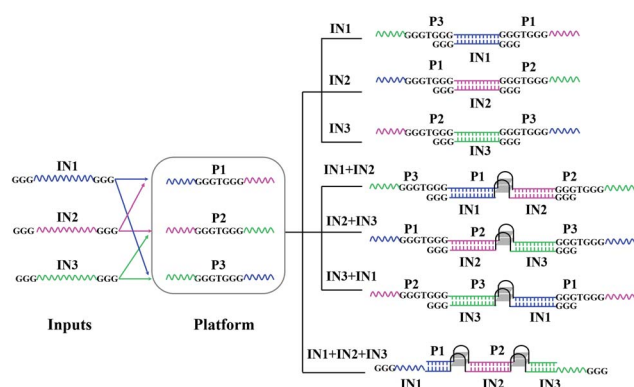 IN1
GGG GGG
IN2
GGG GGG
IN3
GGG GGG
Inputs
P1
GGGTGGG
P2
GGGTGGG
P3
GGGTGGG
Platform
IN1
P3 P1
GGGTGGG GGGTGGG
GGG GGG
IN1
IN2
P1 P2
GGGTGGG GGGTGGG
GGG GGG
IN2
IN3
P2 P3
GGGTGGG GGGTGGG
GGG GGG
IN3
IN1+IN2
P3 P1 P2
GGGTGGG GGGTGGG
GGG GGG
IN1 IN2
IN2+IN3
P1 P2 P3
GGGTGGG GGGTGGG
GGG GGG
IN2 IN3
IN3+IN1
P2 P3 P1
GGGTGGG GGGTGGG
GGG GGG
IN3 IN1
IN1+IN2+IN3
P1 P2
GGG GGG
IN1 IN2 IN3